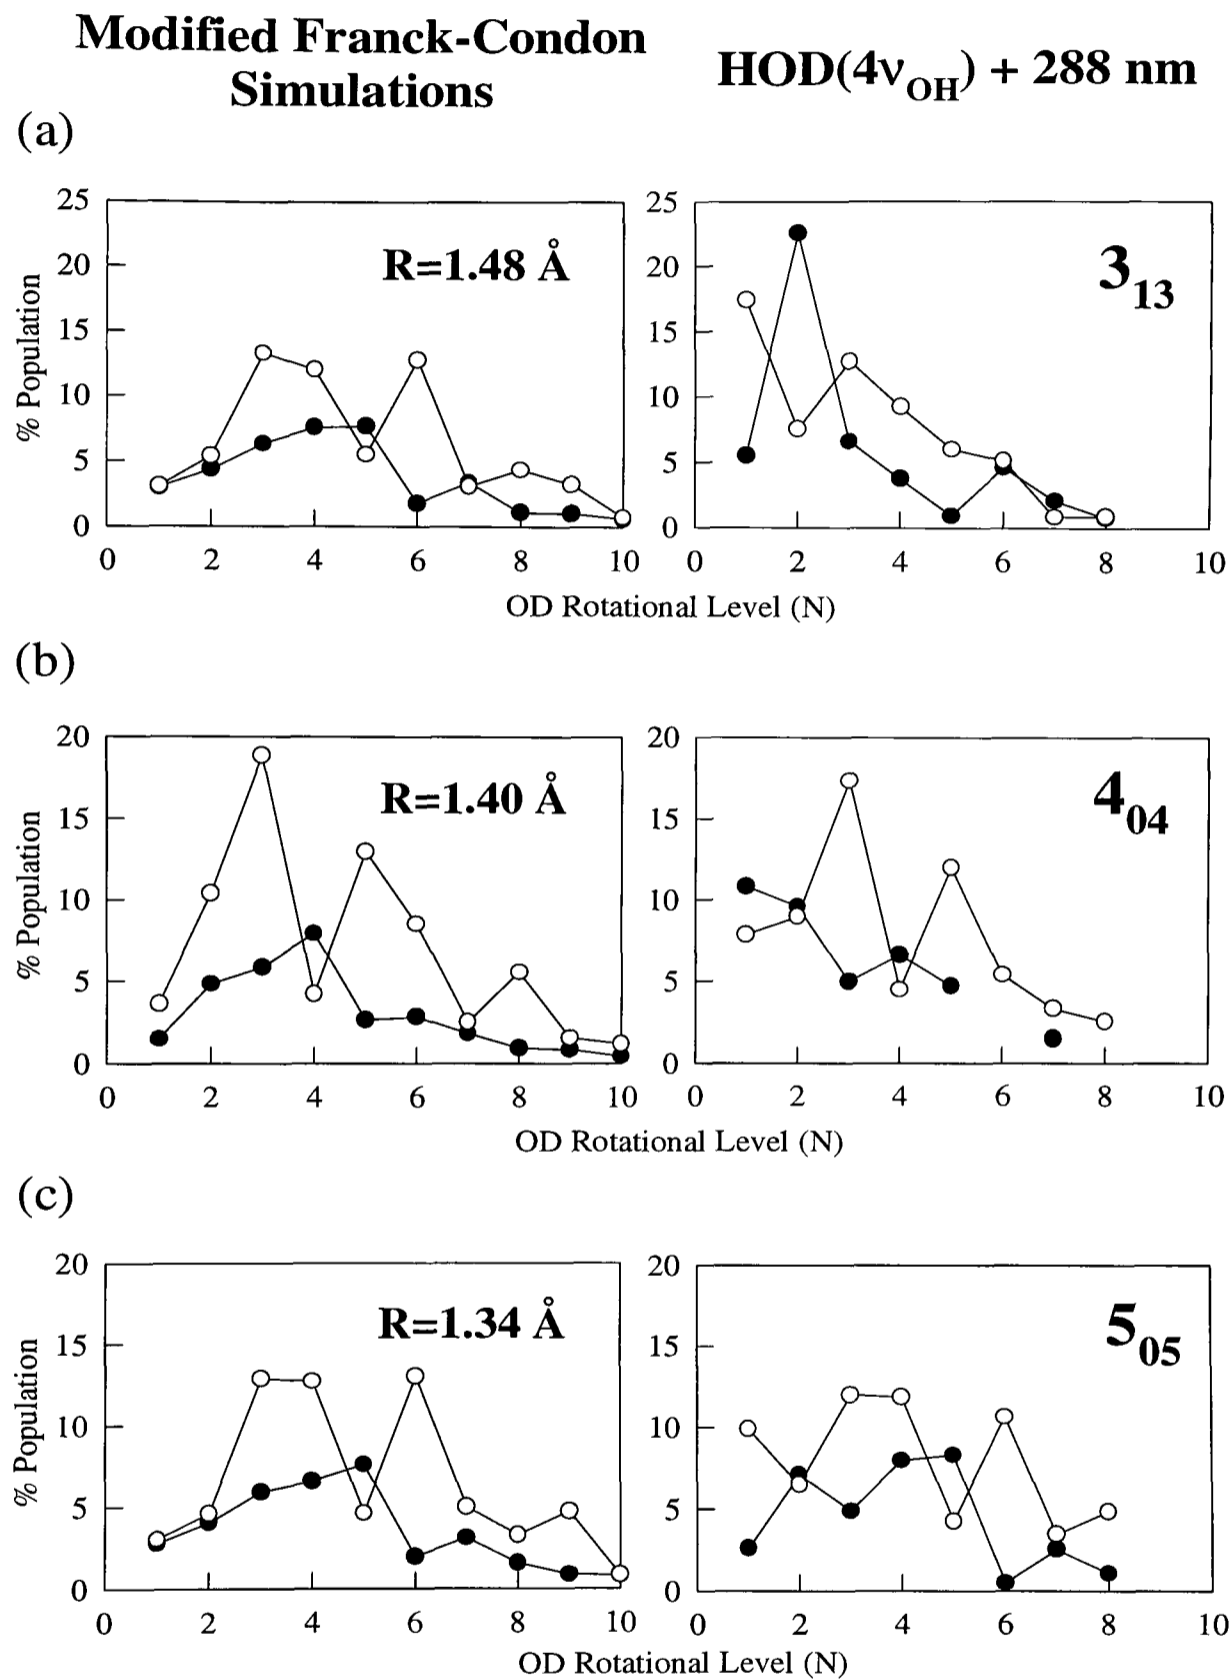 Modified Franck-Condon
Simulations
HOD(4ν_OH) + 288 nm
(a)
25
20
15
10
5
0
% Population
R=1.48 Å
0 2 4 6 8 10
25
20
15
10
5
0
3_13
0 2 4 6 8 10
OD Rotational Level (N)
(b)
20
15
10
5
0
% Population
R=1.40 Å
0 2 4 6 8 10
20
15
10
5
0
4_04
0 2 4 6 8 10
OD Rotational Level (N)
(c)
20
15
10
5
0
% Population
R=1.34 Å
0 2 4 6 8 10
20
15
10
5
0
5_05
0 2 4 6 8 10
OD Rotational Level (N)